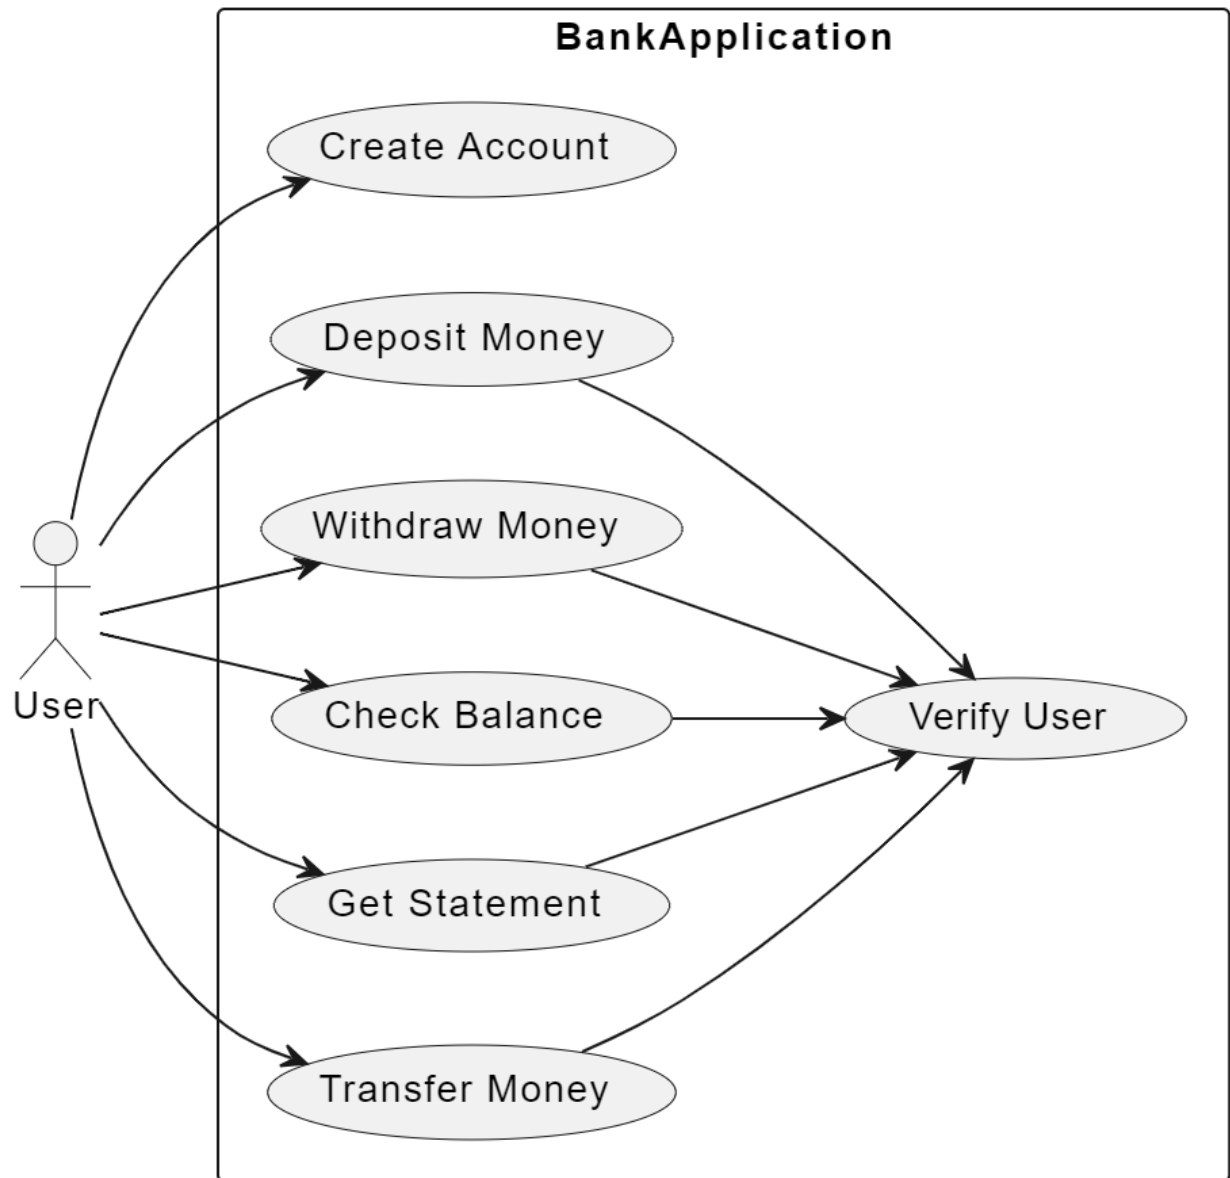 BankApplication
Create Account
Deposit Money
Withdraw Money
Check Balance
Verify User
User
Get Statement
Transfer Money